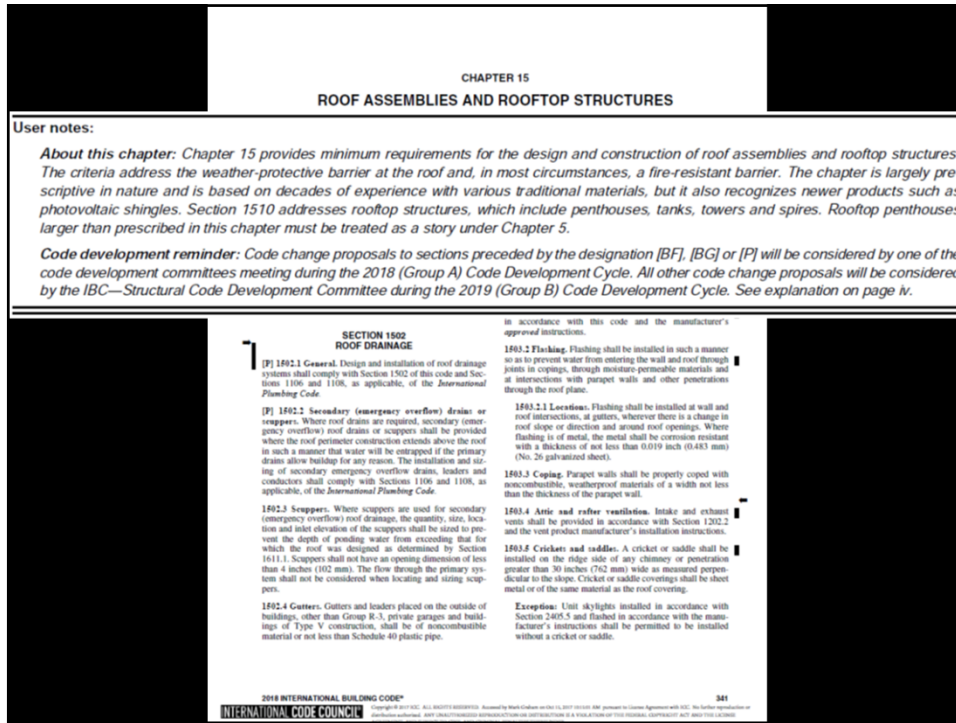 CHAPTER 15
ROOF ASSEMBLIES AND ROOFTOP STRUCTURES
User notes:
About this chapter: Chapter 15 provides minimum requirements for the design and construction of roof assemblies and rooftop structures
The criteria address the weather-protective barrier at the roof and, in most circumstances, a fire-resistant barrier. The chapter is largely pre
scriptive in nature and is based on decades of experience with various traditional materials, but it also recognizes newer products such as
photovoltaic shingles. Section 1510 addresses rooftop structures, which include penthouses, tanks, towers and spires. Rooftop penthouses
larger than prescribed in this chapter must be treated as a story under Chapter 5.
Code development reminder: Code change proposals to sections preceded by the designation [BF], [BG] or [P] will be considered by one of the
code development committees meeting during the 2018 (Group A) Code Development Cycle. All other code change proposals will be considered
by the IBC—Structural Code Development Committee during the 2019 (Group B) Code Development Cycle. See explanation on page iv.
SECTION 1502
ROOF DRAINAGE
[P] 1502.1 General. Design and installation of roof drainage
systems shall comply with Section 1502 of this code and Sec-
tions 1106 and 1108, as applicable, of the International
Plumbing Code.
[P] 1502.2 Secondary (emergency overflow) drains or
scuppers. Where roof drains are required, secondary (emer-
gency overflow) roof drains or scuppers shall be provided
where the roof perimeter construction extends above the roof
in such a manner that water will be entrapped if the primary
drains allow buildup for any reason. The installation and siz-
ing of secondary emergency overflow drains, leaders and
conductors shall comply with Sections 1106 and 1108, as
applicable, of the International Plumbing Code.
1502.3 Scuppers. Where scuppers are used for secondary
(emergency overflow) roof drainage, the quantity, size, loca-
tion and inlet elevation of the scuppers shall be sized to pre-
vent the depth of ponding water from exceeding that for
which the roof was designed as determined by Section
1611.1. Scuppers shall not have an opening dimension of less
than 4 inches (102 mm). The flow through the primary sys-
tem shall not be considered when locating and sizing scup-
pers.
1502.4 Gutters. Gutters and leaders placed on the outside of
buildings, other than Group R-3, private garages and build-
ings of Type V construction, shall be of noncombustible
material or not less than Schedule 40 plastic pipe.
in accordance with this code and the manufacturer's
approved instructions.
1503.2 Flashing. Flashing shall be installed in such a manner
so as to prevent water from entering the wall and roof through
joints in copings, through moisture-permeable materials and
at intersections with parapet walls and other penetrations
through the roof plane.
1503.2.1 Locations. Flashing shall be installed at wall and
roof intersections, at gutters, wherever there is a change in
roof slope or direction and around roof openings. Where
flashing is of metal, the metal shall be corrosion resistant
with a thickness of not less than 0.019 inch (0.483 mm)
(No. 26 galvanized sheet).
1503.3 Coping. Parapet walls shall be properly coped with
noncombustible, weatherproof materials of a width not less
than the thickness of the parapet wall.
1503.4 Attic and rafter ventilation. Intake and exhaust
vents shall be provided in accordance with Section 1202.2
and the vent product manufacturer's installation instructions.
1503.5 Crickets and saddles. A cricket or saddle shall be
installed on the ridge side of any chimney or penetration
greater than 30 inches (762 mm) wide as measured perpen-
dicular to the slope. Cricket or saddle coverings shall be sheet
metal or of the same material as the roof covering.
Exception: Unit skylights installed in accordance with
Section 2405.5 and flashed in accordance with the manu-
facturer's instructions shall be permitted to be installed
without a cricket or saddle.
2018 INTERNATIONAL BUILDING CODE®
341
INTERNATIONAL CODE COUNCIL